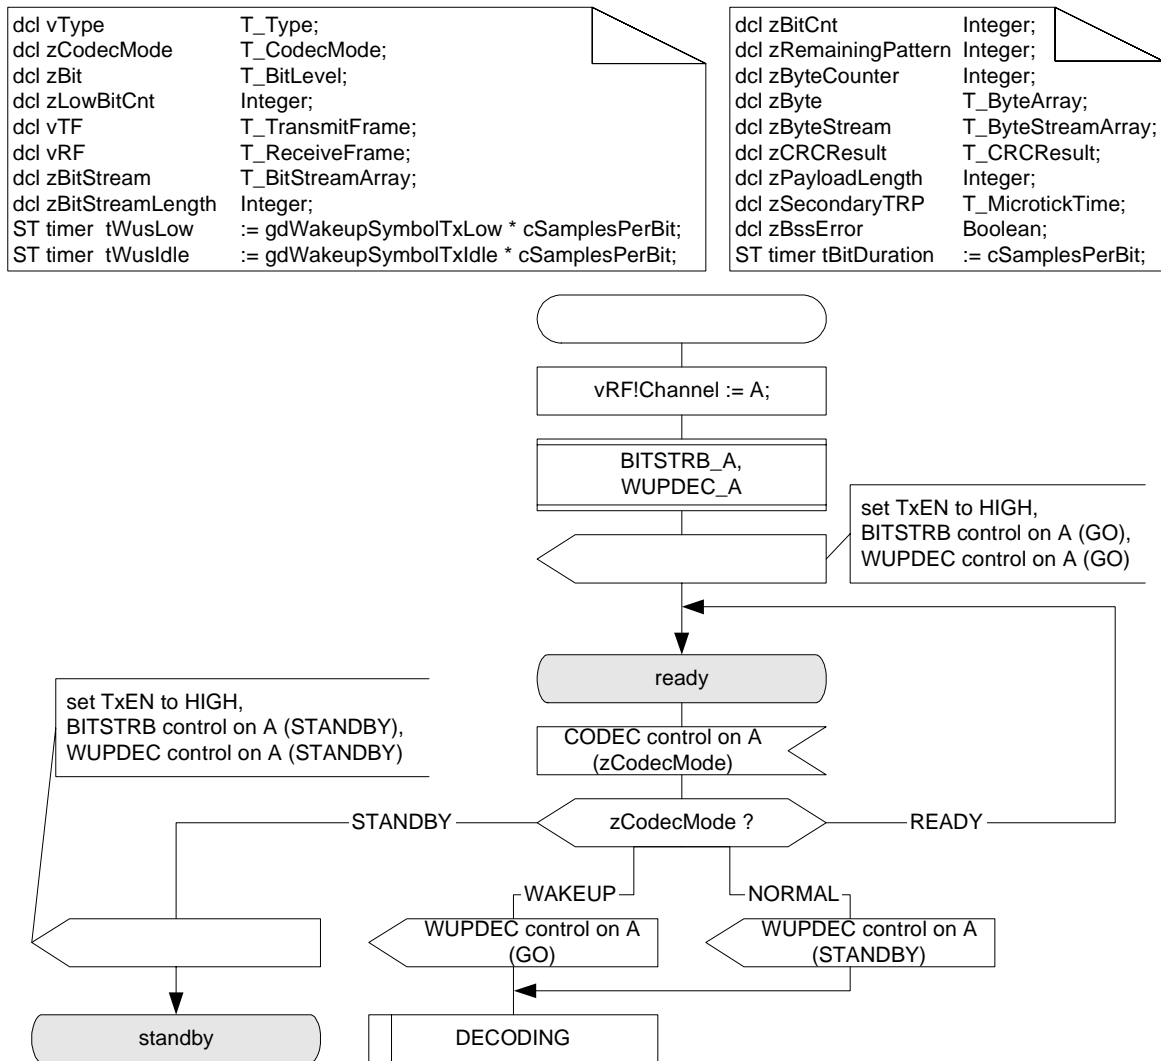 dcl vType T_Type;
dcl zCodecMode T_CodecMode;
dcl zBit T_BitLevel;
dcl zLowBitCnt Integer;
dcl vTF T_TransmitFrame;
dcl vRF T_ReceiveFrame;
dcl zBitStream T_BitStreamArray;
dcl zBitStreamLength Integer;
ST timer tWusLow := gdWakeupSymbolTxLow * cSamplesPerBit;
ST timer tWusIdle := gdWakeupSymbolTxIdle * cSamplesPerBit;
dcl zBitCnt Integer;
dcl zRemainingPattern Integer;
dcl zByteCounter Integer;
dcl zByte T_ByteArray;
dcl zByteStream T_ByteStreamArray;
dcl zCRCResult T_CRCResult;
dcl zPayloadLength Integer;
dcl zSecondaryTRP T_MicrotickTime;
dcl zBssError Boolean;
ST timer tBitDuration := cSamplesPerBit;
vRF!Channel := A;
BITSTRB_A,
WUPDEC_A
set TxEN to HIGH,
BITSTRB control on A (GO),
WUPDEC control on A (GO)
ready
set TxEN to HIGH,
BITSTRB control on A (STANDBY),
WUPDEC control on A (STANDBY)
CODEC control on A
(zCodecMode)
STANDBY
zCodecMode ?
READY
WAKEUP
NORMAL
WUPDEC control on A
(GO)
WUPDEC control on A
(STANDBY)
standby
DECODING